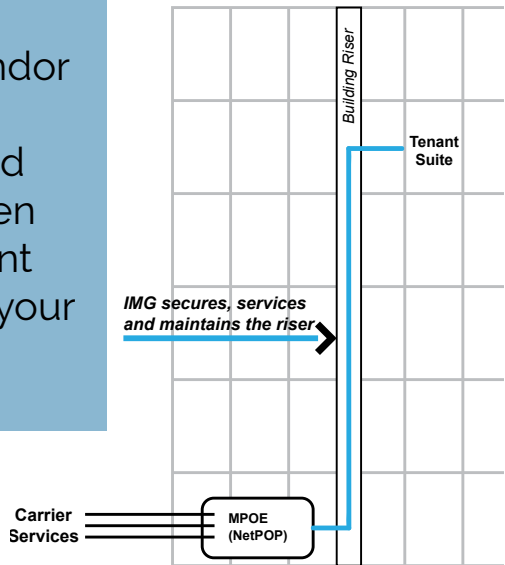 ndor
d
en
nt
your
Building Riser
Tenant
Suite
IMG secures, services
and maintains the riser
Carrier
Services
MPOE
(NetPOP)